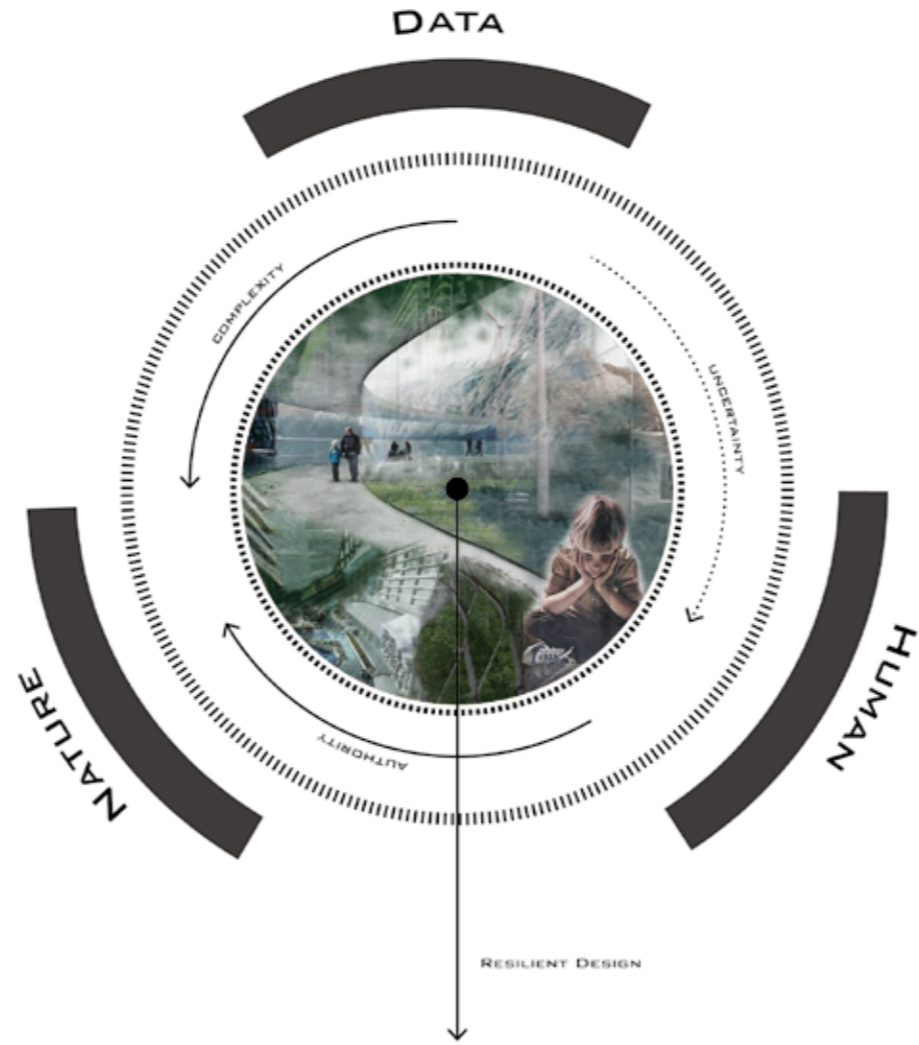 DATA
COMPLEXITY
UNCERTAINTY
HUMAN
NATURE
AUTHORITY
RESILIENT DESIGN